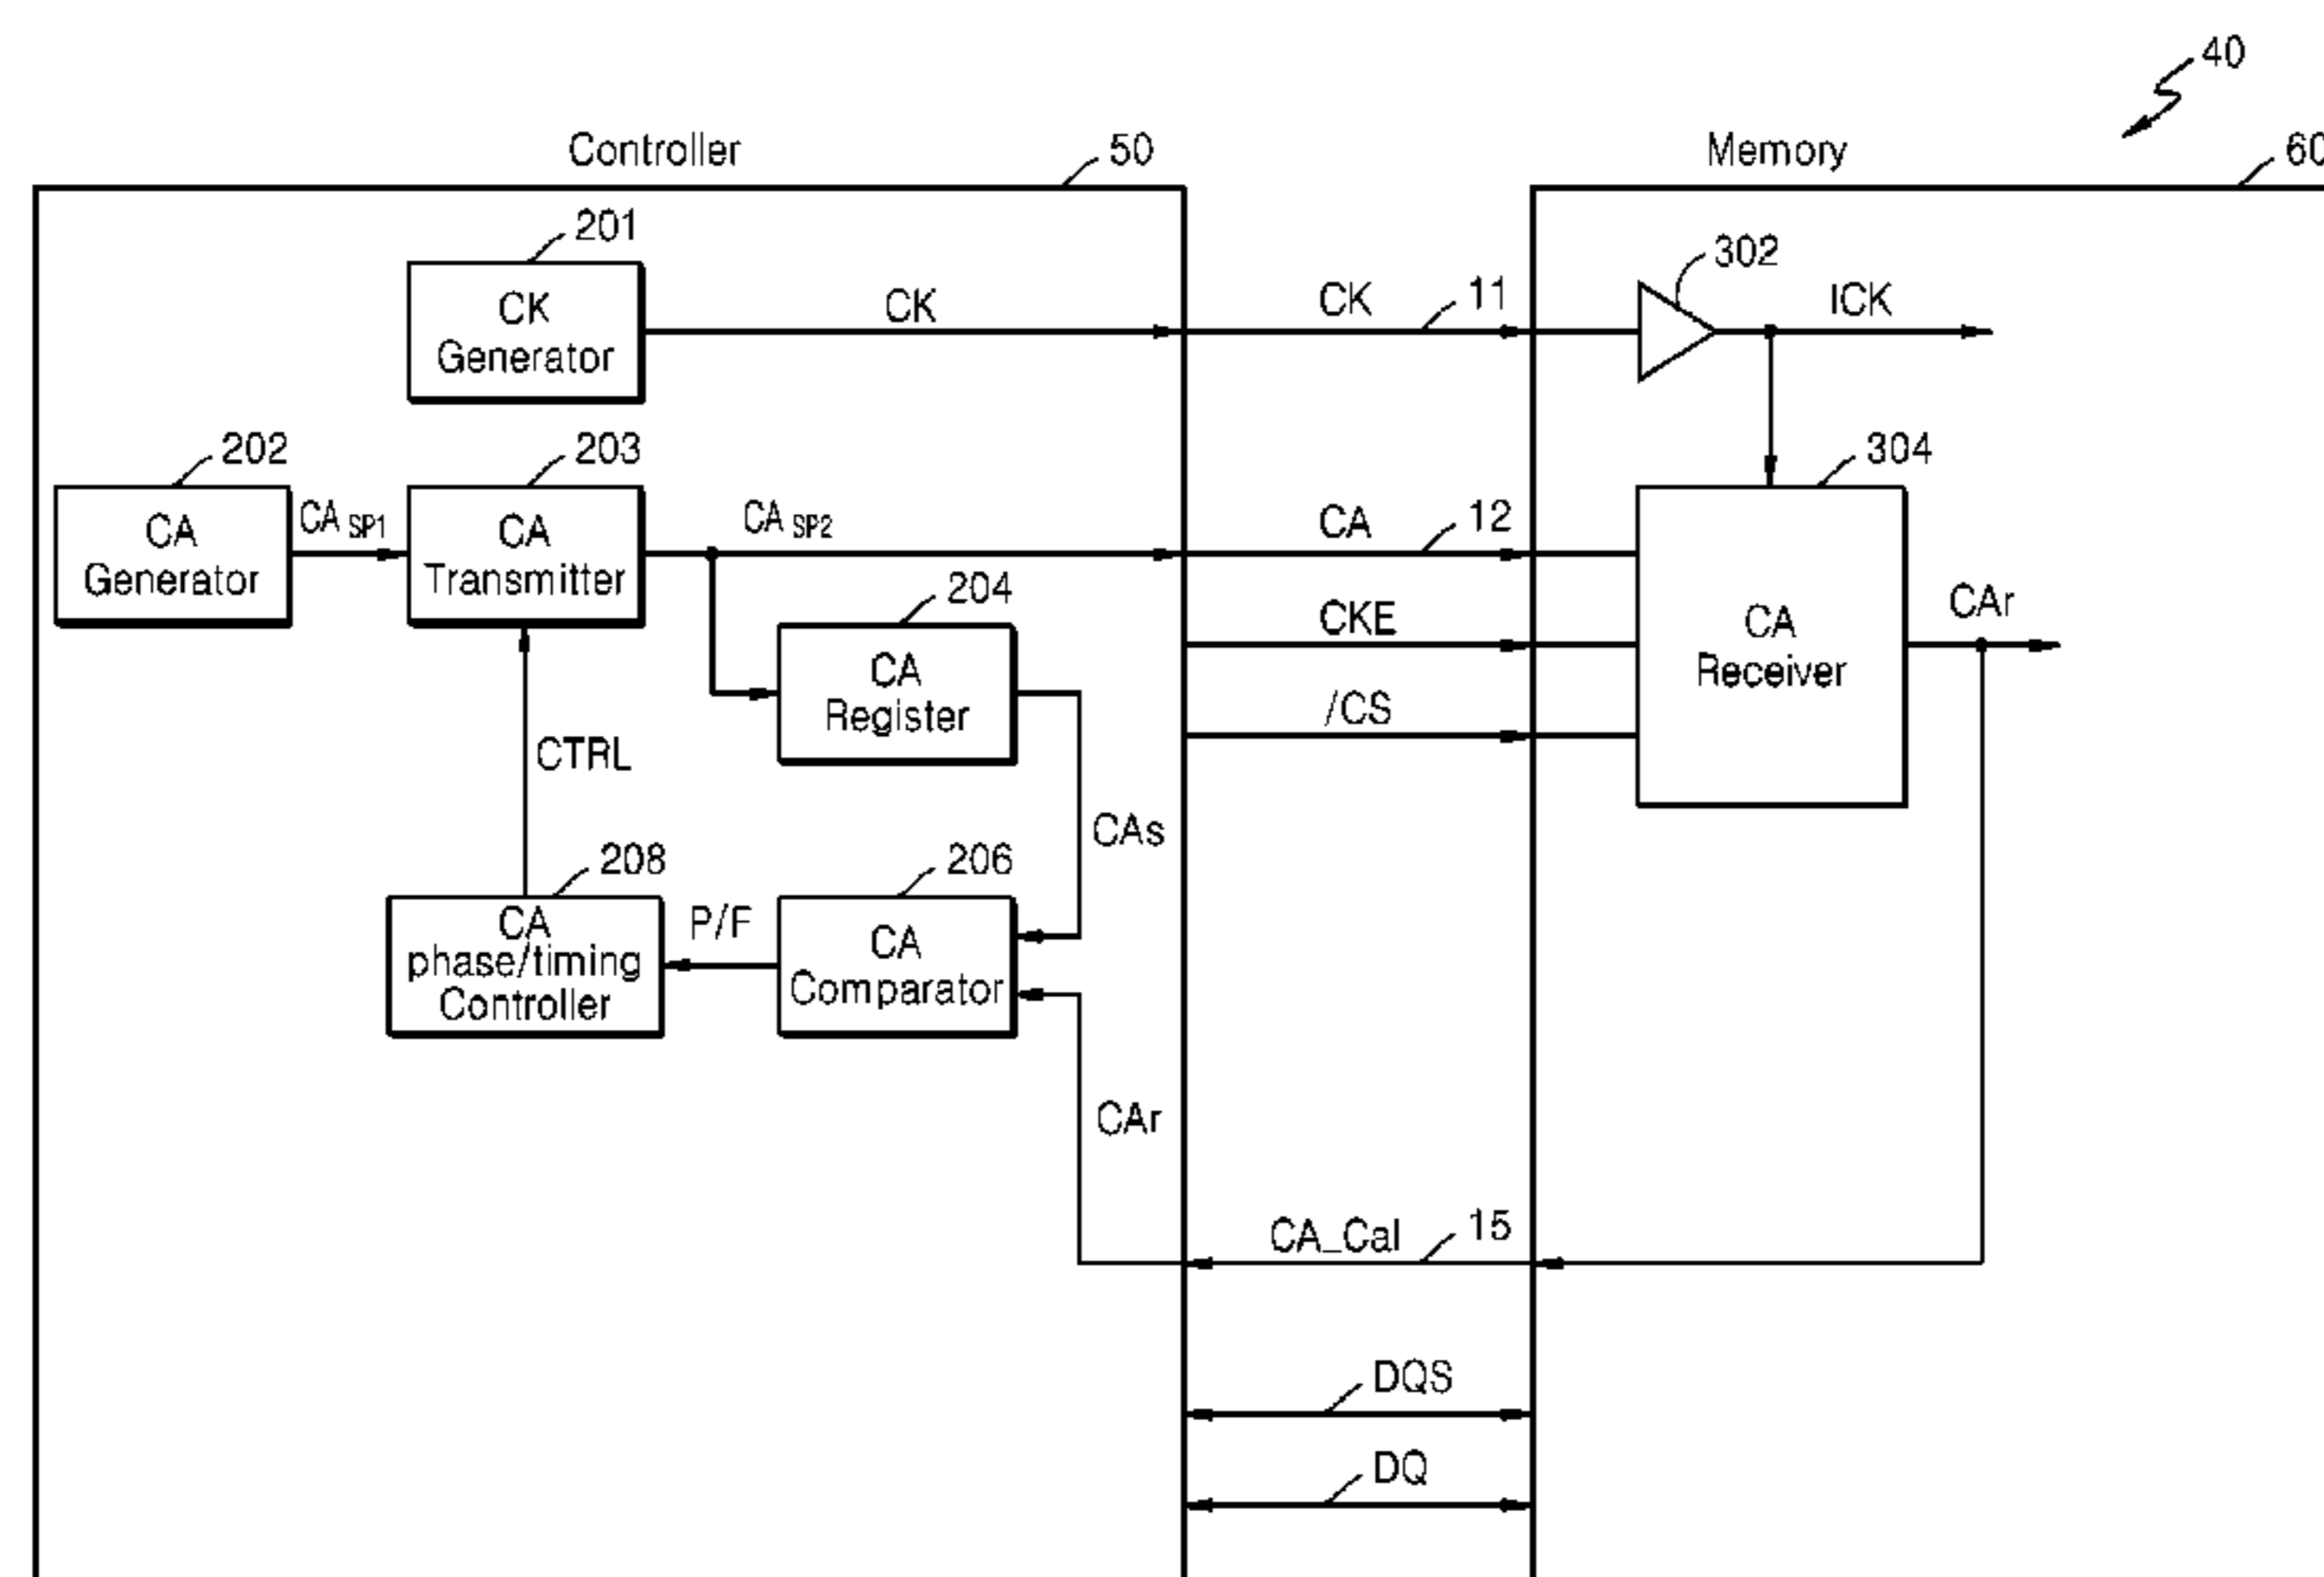 40
Controller
50
Memory
60
201
CK
Generator
CK
CK
11
302
ICK
202
CA
Generator
CA SP1
203
CA
Transmitter
CA SP2
CA
12
304
CA
Receiver
CKE
/CS
CAr
204
CA
Register
CTRL
CAs
208
CA
phase/timing
Controller
P/F
206
CA
Comparator
CAr
CA_Cal
15
DQS
DQ